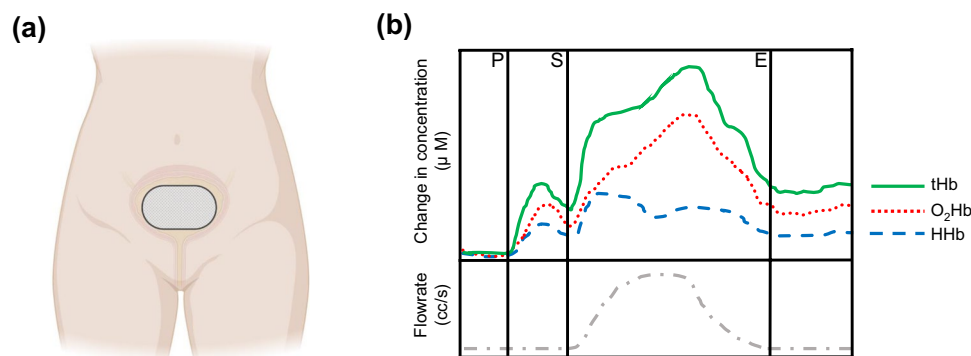 (a)
(b)
P
S
E
Change in concentration
(μ M)
Flowrate
(cc/s)
tHb
O₂Hb
HHb